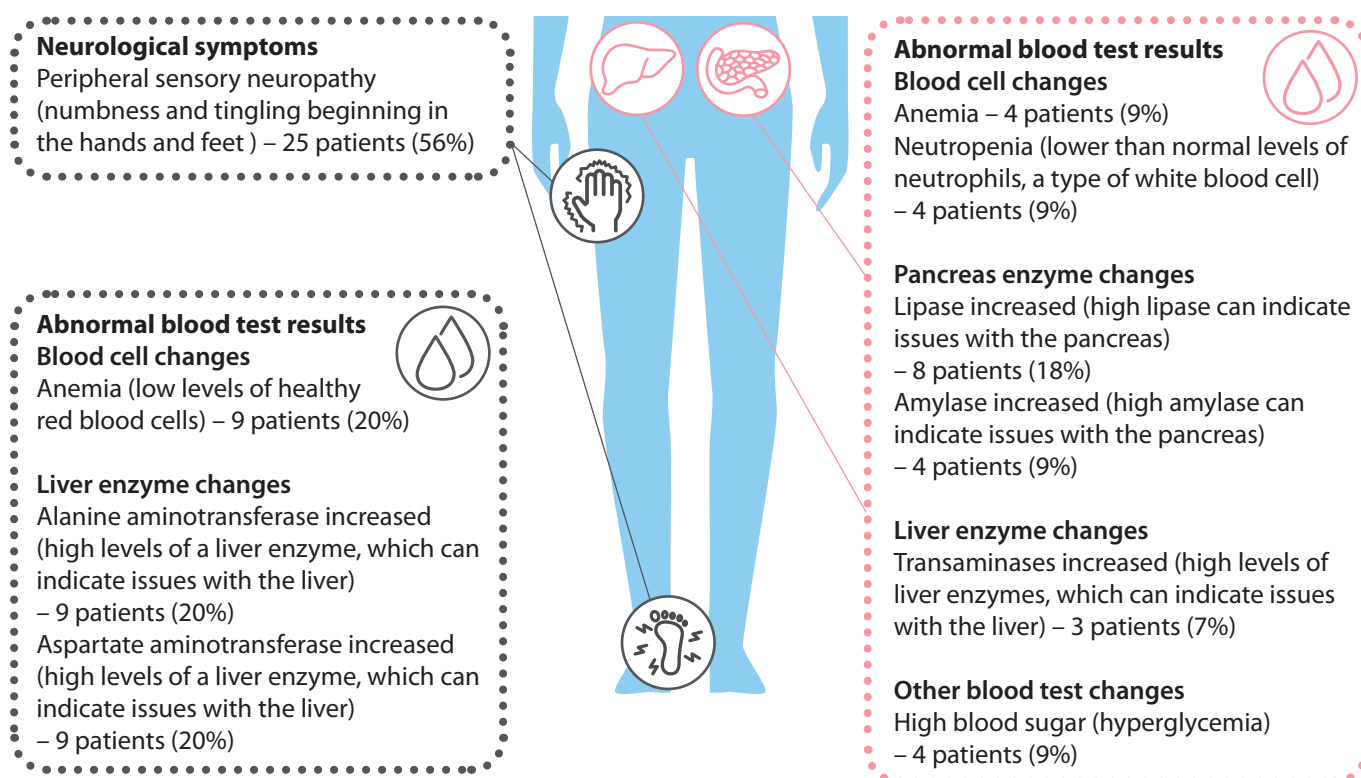 Neurological symptoms
Peripheral sensory neuropathy
(numbness and tingling beginning in
the hands and feet ) – 25 patients (56%)
Abnormal blood test results
Blood cell changes
Anemia (low levels of healthy
red blood cells) – 9 patients (20%)
Liver enzyme changes
Alanine aminotransferase increased
(high levels of a liver enzyme, which can
indicate issues with the liver)
– 9 patients (20%)
Aspartate aminotransferase increased
(high levels of a liver enzyme, which can
indicate issues with the liver)
– 9 patients (20%)
Abnormal blood test results
Blood cell changes
Anemia – 4 patients (9%)
Neutropenia (lower than normal levels of
neutrophils, a type of white blood cell)
– 4 patients (9%)
Pancreas enzyme changes
Lipase increased (high lipase can indicate
issues with the pancreas)
– 8 patients (18%)
Amylase increased (high amylase can
indicate issues with the pancreas)
– 4 patients (9%)
Liver enzyme changes
Transaminases increased (high levels of
liver enzymes, which can indicate issues
with the liver) – 3 patients (7%)
Other blood test changes
High blood sugar (hyperglycemia)
– 4 patients (9%)